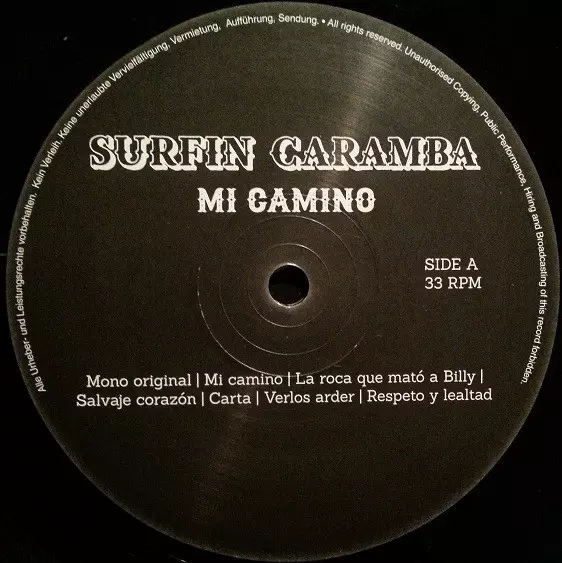 Alle Urheber- und Leistungsrechte vorbehalten. Kein Verleih. Keine unerlaubte Vervielfältigung, Vermietung, Aufführung, Sendung. • All rights reserved. Unauthorised Copying, Public Performance, Hiring and Broadcasting of this record forbidden.
SURFIN CARAMBA
MI CAMINO
SIDE A
33 RPM
Mono original | Mi camino | La roca que mató a Billy |
Salvaje corazón | Carta | Verlos arder | Respeto y lealtad